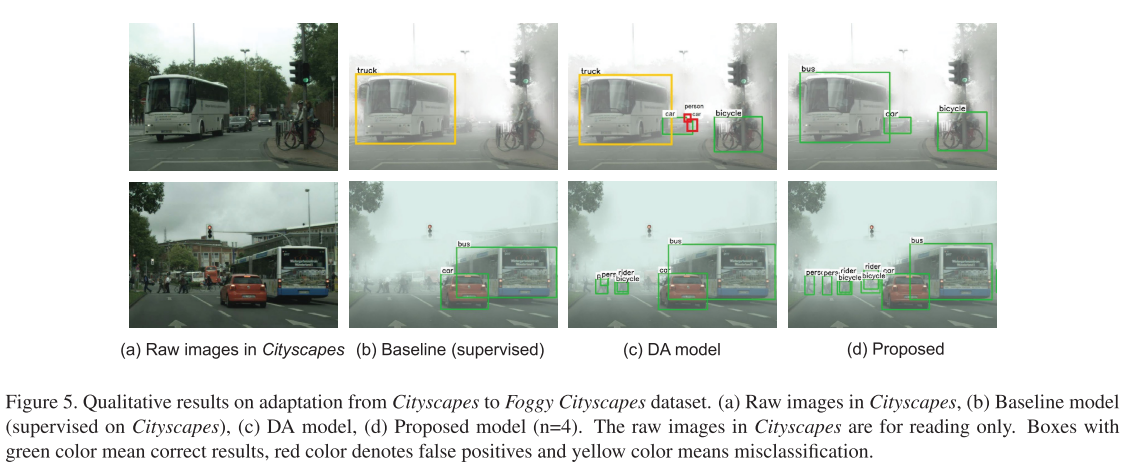 truck
truck
car
person
car
bicycle
bus
car
bicycle
bus
car
bus
car
pers
rider
bicycle
bus
pers
pers
rider
bicycle
rider
bicycle
car
(a) Raw images in Cityscapes (b) Baseline (supervised) (c) DA model (d) Proposed
Figure 5. Qualitative results on adaptation from Cityscapes to Foggy Cityscapes dataset. (a) Raw images in Cityscapes, (b) Baseline model
(supervised on Cityscapes), (c) DA model, (d) Proposed model (n=4). The raw images in Cityscapes are for reading only. Boxes with
green color mean correct results, red color denotes false positives and yellow color means misclassification.